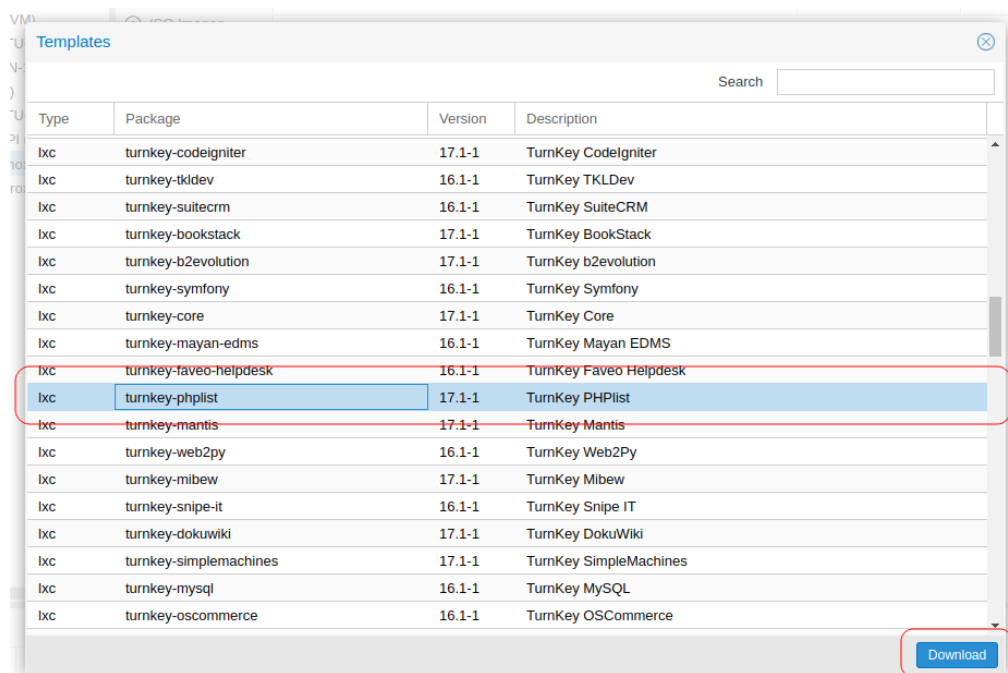 VM)
ISO Images
Templates
Search
Type Package Version Description
lxc turnkey-codeigniter 17.1-1 TurnKey CodeIgniter
lxc turnkey-tkldev 16.1-1 TurnKey TKLDev
lxc turnkey-suitecrm 16.1-1 TurnKey SuiteCRM
lxc turnkey-bookstack 17.1-1 TurnKey BookStack
lxc turnkey-b2evolution 17.1-1 TurnKey b2evolution
lxc turnkey-symfony 16.1-1 TurnKey Symfony
lxc turnkey-core 17.1-1 TurnKey Core
lxc turnkey-mayan-edms 16.1-1 TurnKey Mayan EDMS
lxc turnkey-faveo-helpdesk 16.1-1 TurnKey Faveo Helpdesk
lxc turnkey-phplist 17.1-1 TurnKey PHPlist
lxc turnkey-mantis 17.1-1 TurnKey Mantis
lxc turnkey-web2py 16.1-1 TurnKey Web2Py
lxc turnkey-mibew 17.1-1 TurnKey Mibew
lxc turnkey-snipe-it 16.1-1 TurnKey Snipe IT
lxc turnkey-dokuwiki 17.1-1 TurnKey DokuWiki
lxc turnkey-simplemachines 17.1-1 TurnKey SimpleMachines
lxc turnkey-mysql 16.1-1 TurnKey MySQL
lxc turnkey-oscommerce 16.1-1 TurnKey OSCommerce
Download